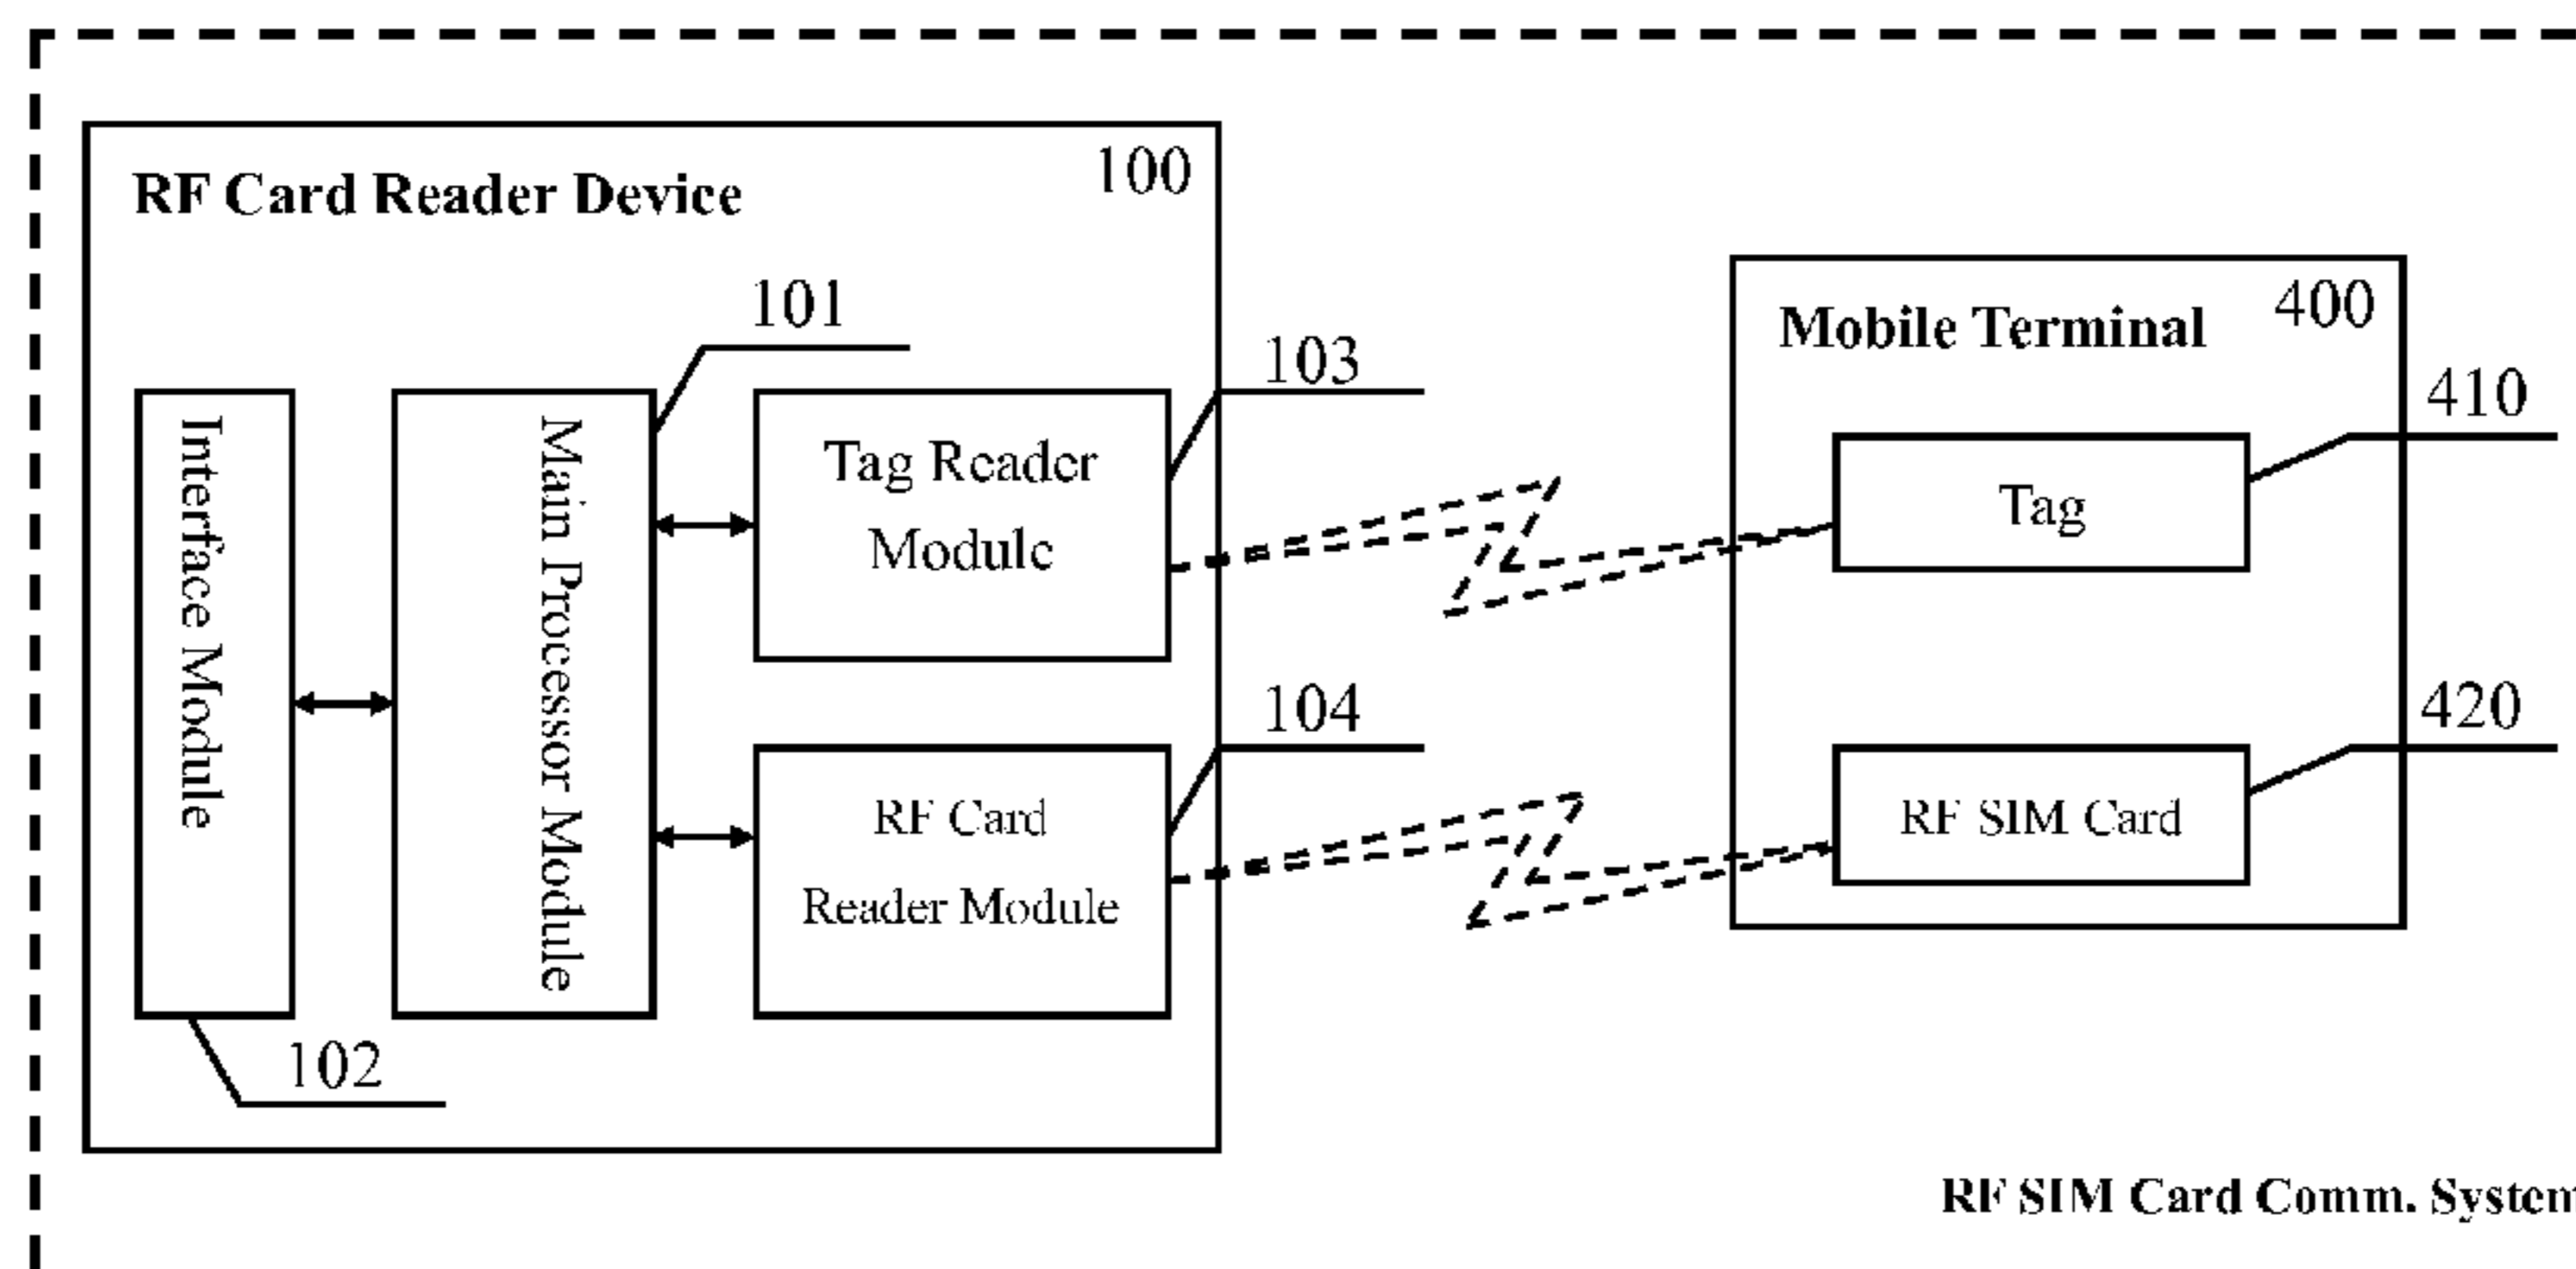 100
RF Card Reader Device
101
103
400
Mobile Terminal
410
Interface Module
Main Processor Module
Tag Reader
Module
Tag
104
420
RF Card
Reader Module
RF SIM Card
102
RF SIM Card Comm.